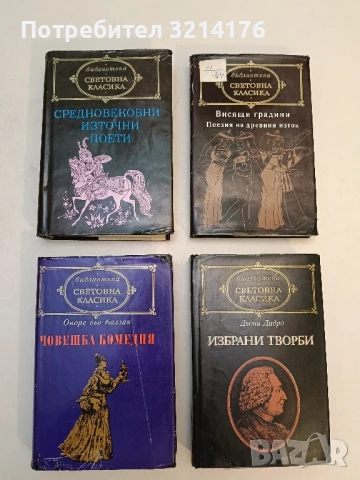 Потребител 3214176
библиотека
СВЕТОВНА
КЛАСИКА
СРЕДНОВЕКОВНИ
ИЗТОЧНИ
ПОЕТИ
библиотека
СВЕТОВНА
КЛАСИКА
Висящи градини
Поезия на древния изток
библиотека
СВЕТОВНА
КЛАСИКА
Оноре дьо Балзак
ЧОВЕШКА КОМЕДИЯ
библиотека
СВЕТОВНА
КЛАСИКА
Дени Дидро
ИЗБРАНИ ТВОРБИ
BAZAR